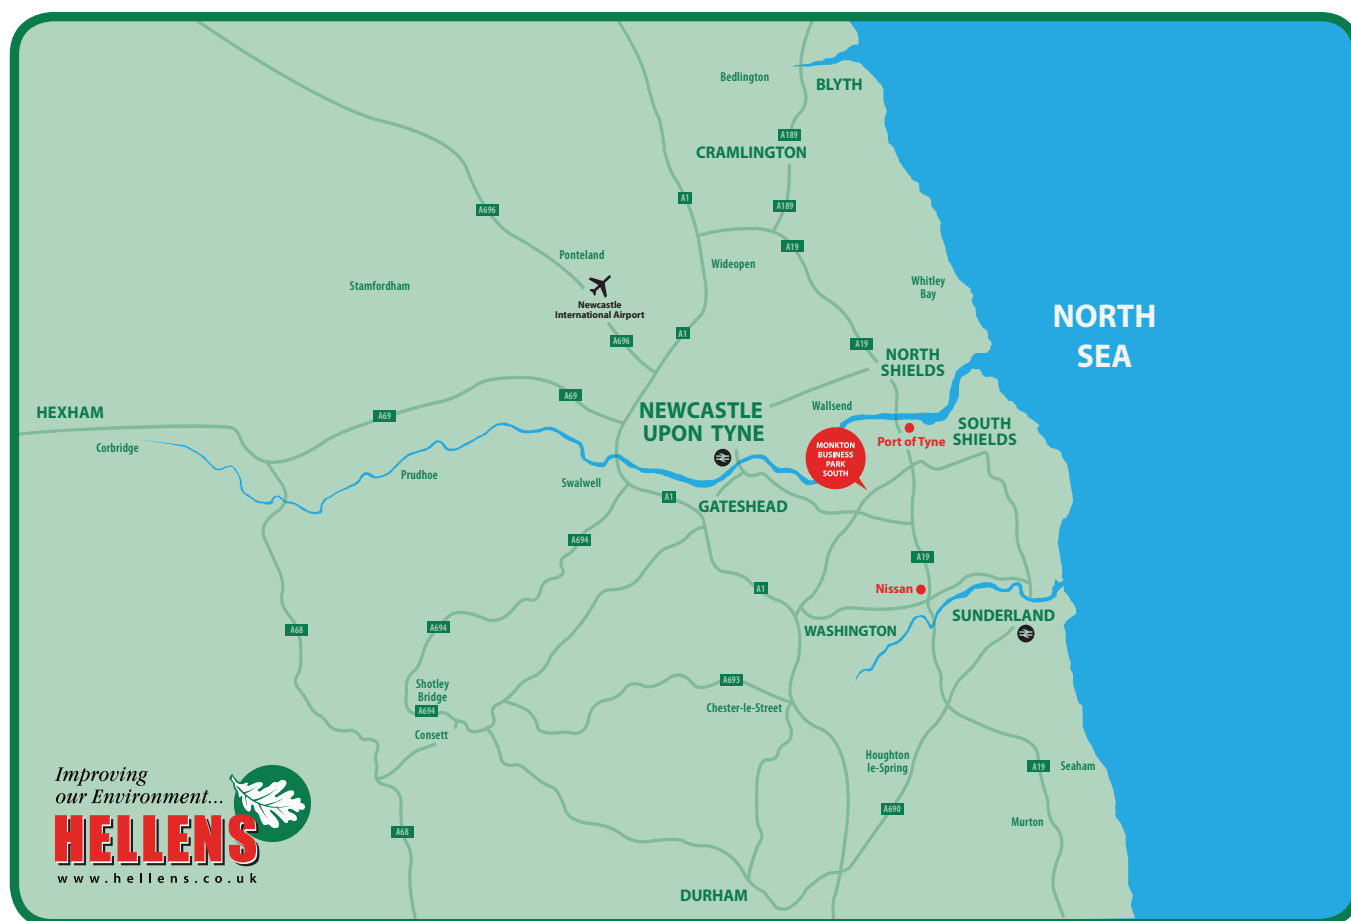 Bedlington
BLYTH
A189
CRAMLINGTON
A1
A189
A696
A19
Ponteland
Wideopen
Stamfordham
Whitley
Bay
Newcastle
International Airport
NORTH
SEA
A1
A696
A19
NORTH
SHIELDS
A69
A69
HEXHAM
NEWCASTLE
UPON TYNE
Wallsend
SOUTH
SHIELDS
Port of Tyne
Corbridge
MONKTON
BUSINESS
PARK
SOUTH
Prudhoe
Swalwell
A1
GATESHEAD
A694
A19
A1
Nissan
SUNDERLAND
A68
A694
WASHINGTON
Shotley
Bridge
A693
Chester-le-Street
A694
Consett
Houghton
le-Spring
A19
Seaham
A690
Murton
A68
DURHAM
Improving
our Environment...
HELLENS
www.hellens.co.uk